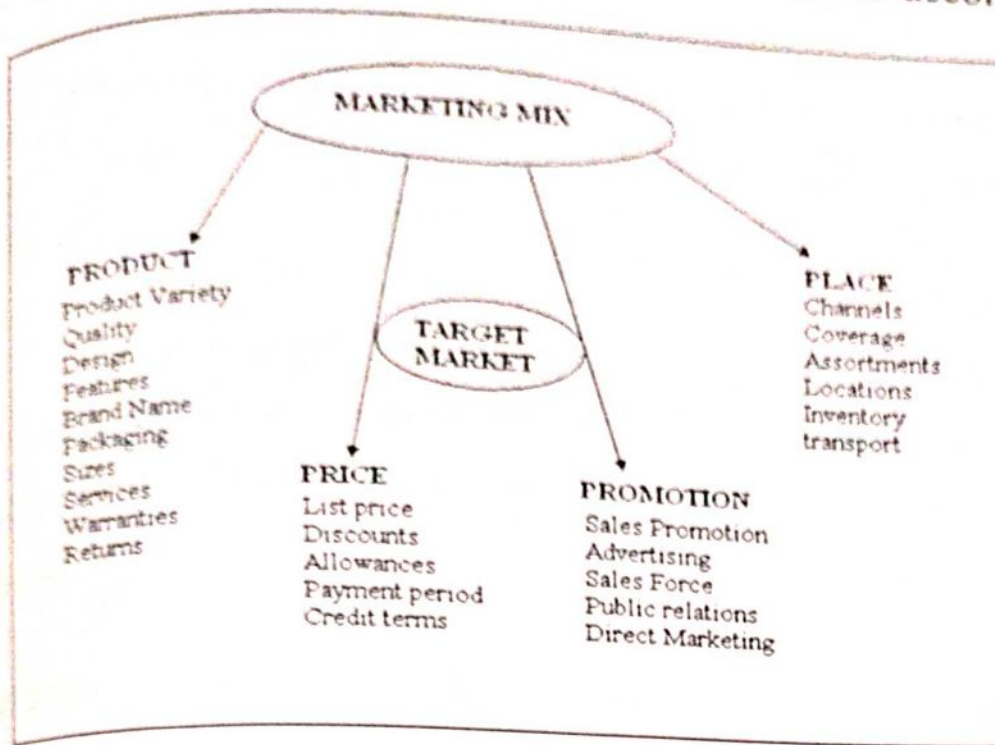 MARKETING MIX
PRODUCT
Product Variety
Quality
Design
Features
Brand Name
Packaging
Sizes
Services
Warranties
Returns
TARGET
MARKET
PRICE
List price
Discounts
Allowances
Payment period
Credit terms
PROMOTION
Sales Promotion
Advertising
Sales Force
Public relations
Direct Marketing
PLACE
Channels
Coverage
Assortments
Locations
Inventory
transport